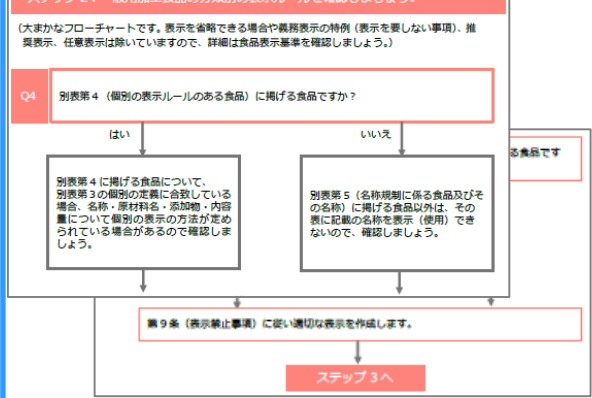 (大まかなフローチャートです。表示を省略できる場合や義務表示の特例(表示を要しない事項)、推
奨表示、任意表示は除いていますので、詳細は食品表示基準を確認しましょう。)
Q4
別表第4(個別の表示ルールのある食品)に掲げる食品ですか?
はい
いいえ
る食品です
別表第4に掲げる食品について、
別表第3の個別の定義に合致している
場合、名称・原材料名・添加物・内容
量について個別の表示の方法が定め
られている場合があるので確認しま
しょう。
別表第5(名称規制に係る食品及びそ
の名称)に掲げる食品以外は、その
表に記載の名称を表示(使用)でき
ないので、確認しましょう。
第9条(表示禁止事項)に従い適切な表示を作成します。
ステップ3へ